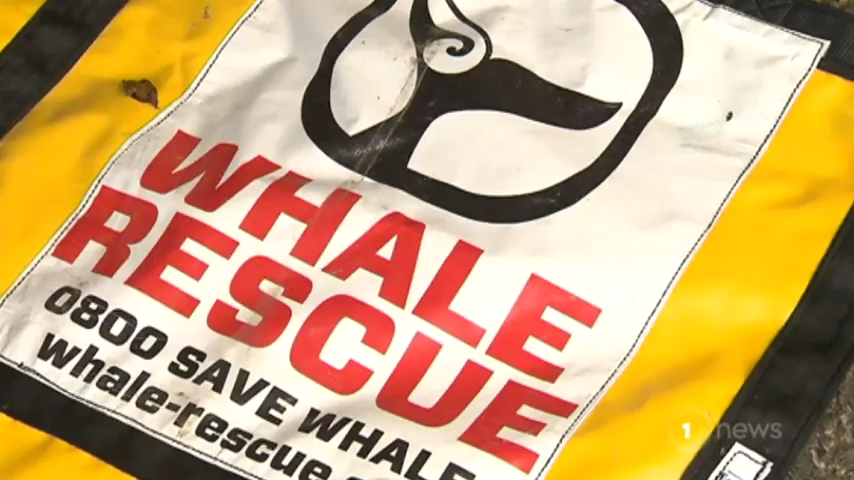 WHALE
RESCUE
0800 SAVE WHALE
whale-rescue
1 news